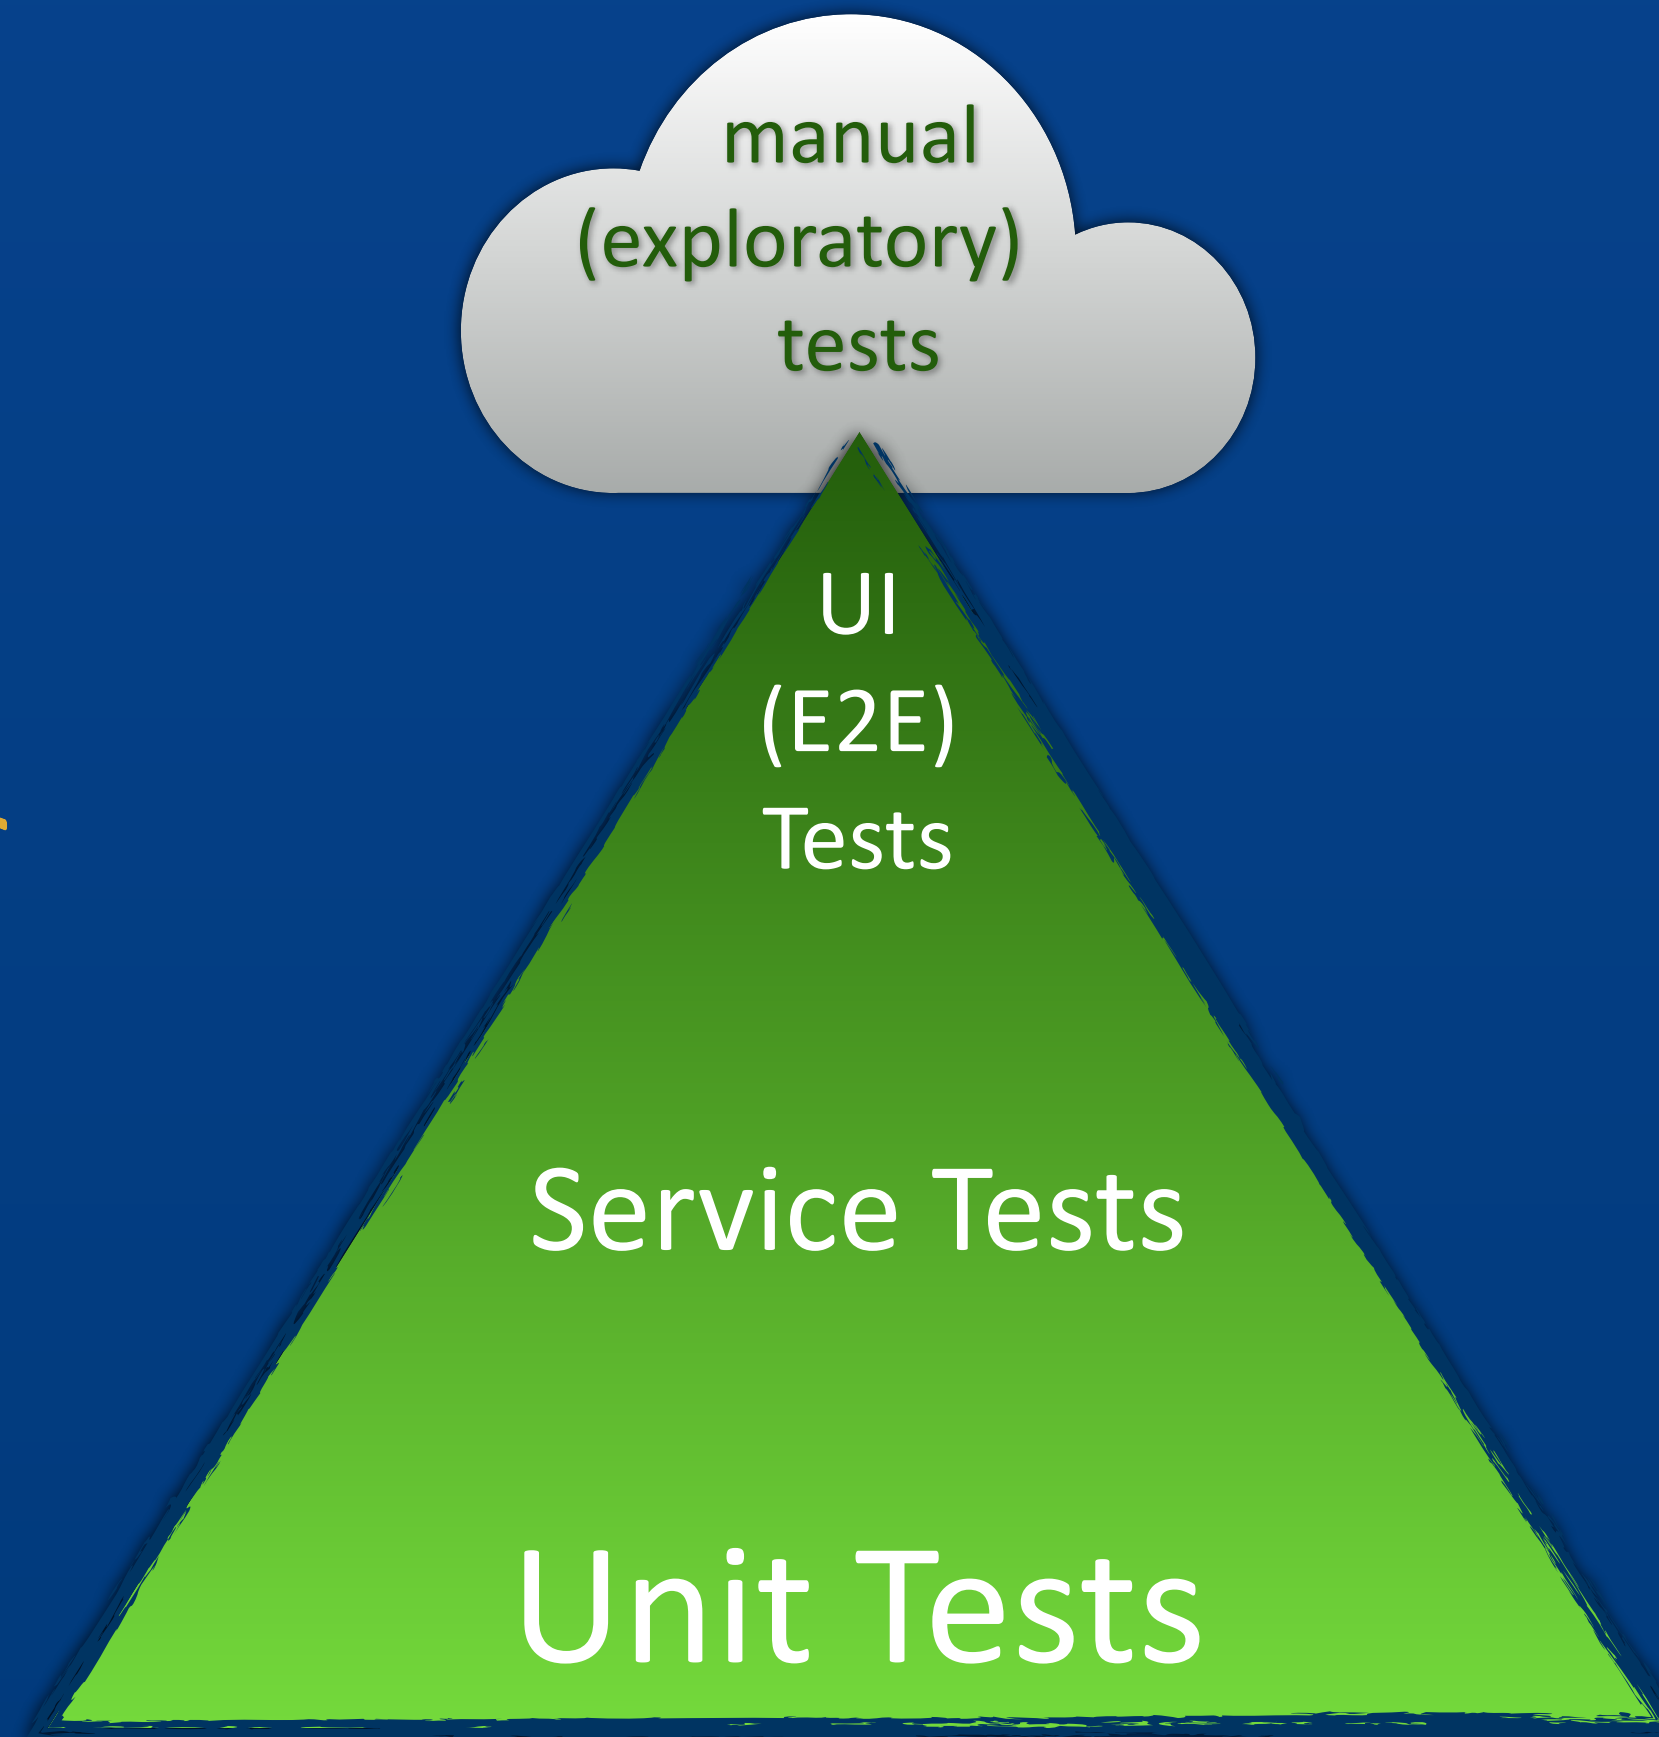 manual
(exploratory)
tests
UI
(E2E)
Tests
Service Tests
Unit Tests